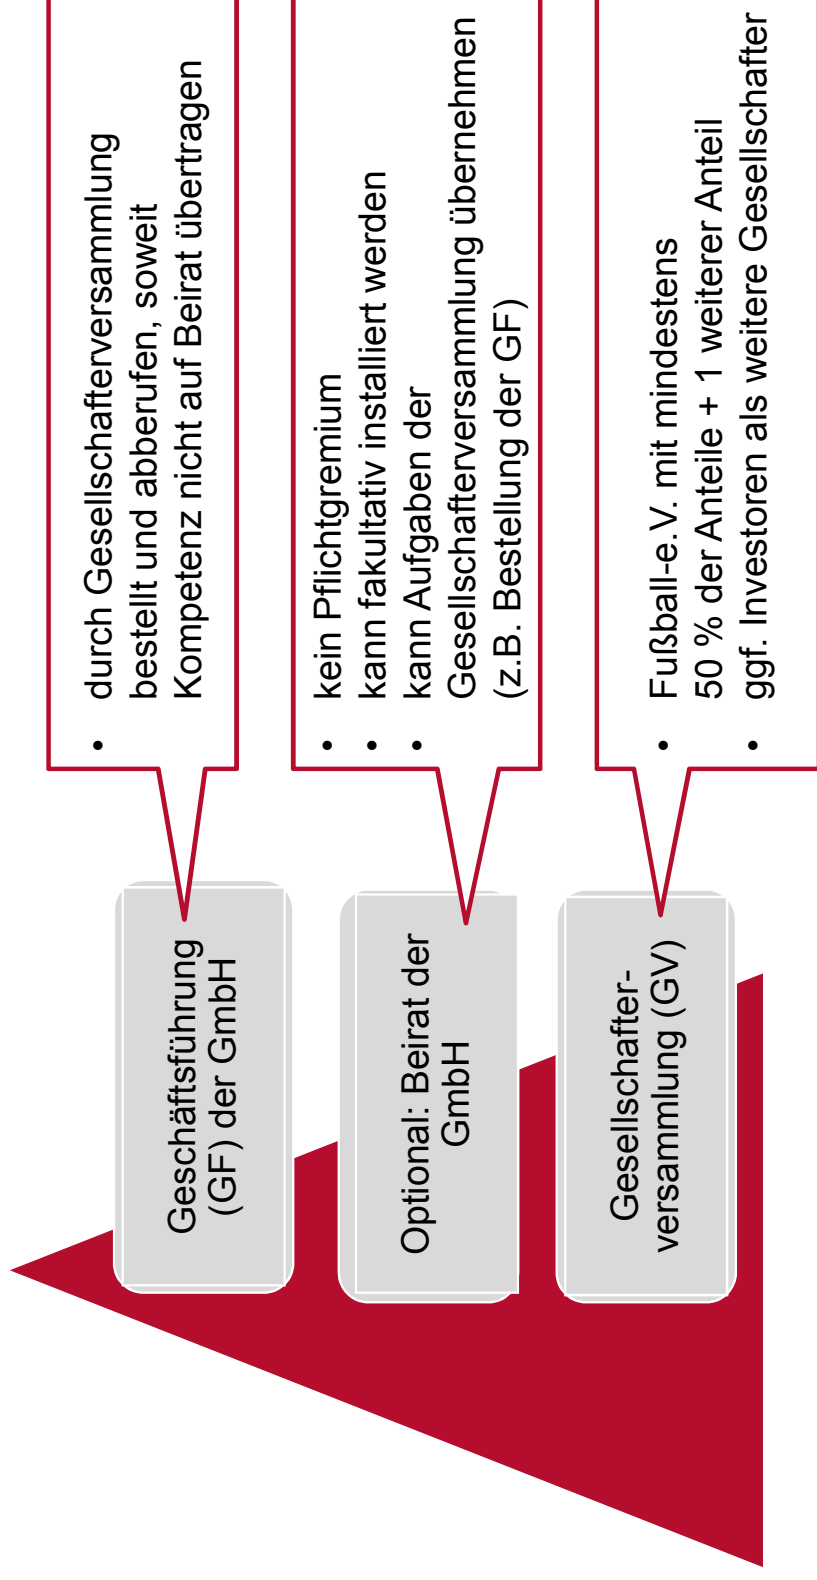 Geschäftsführung
(GF) der GmbH
• durch Gesellschafterversammlung
bestellt und abberufen, soweit
Kompetenz nicht auf Beirat übertragen
Optional: Beirat der
GmbH
• kein Pflichtgremium
• kann fakultativ installiert werden
• kann Aufgaben der
Gesellschafterversammlung übernehmen
(z.B. Bestellung der GF)
Gesellschafter-
versammlung (GV)
• Fußball-e.V. mit mindestens
50 % der Anteile + 1 weiterer Anteil
• ggf. Investoren als weitere Gesellschafter